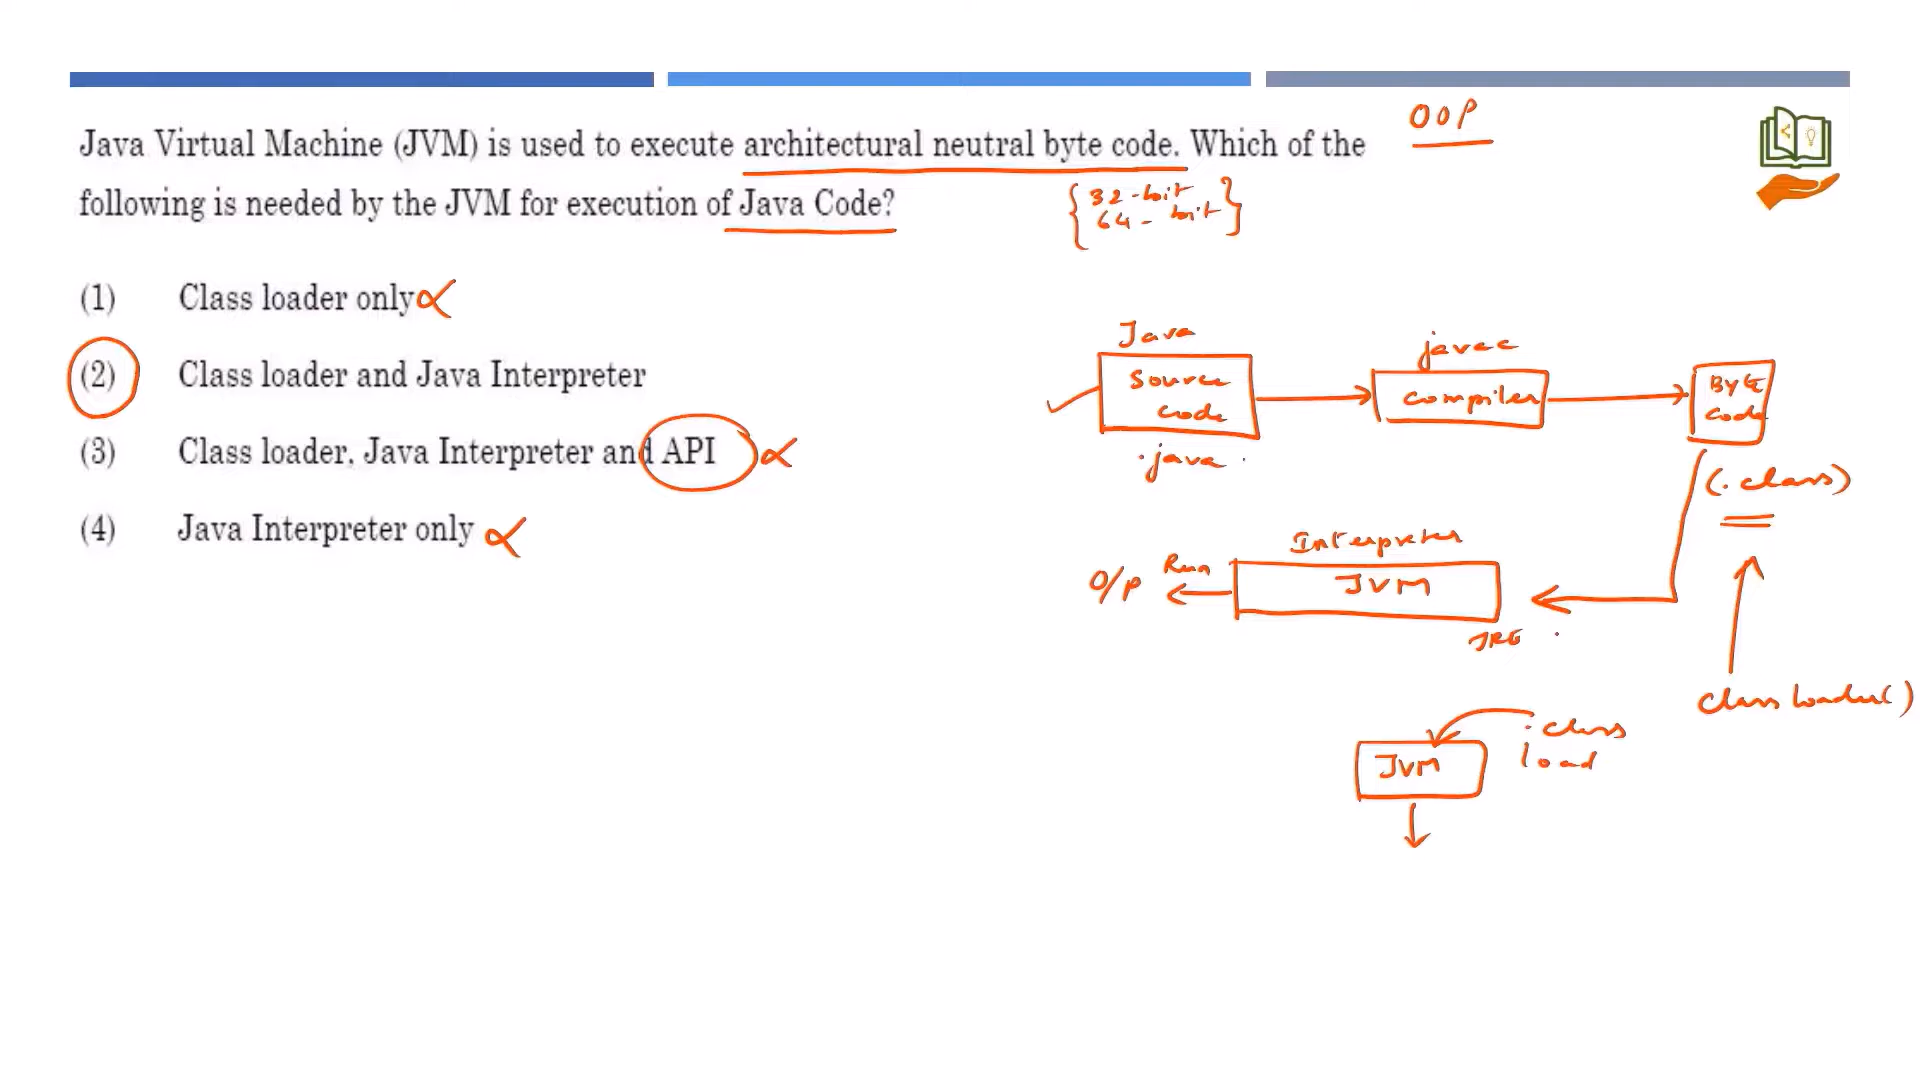 OOP
Java Virtual Machine (JVM) is used to execute architectural neutral byte code. Which of the
following is needed by the JVM for execution of Java Code?
{32-bit
64-bit}
(1) Class loader only
(2) Class loader and Java Interpreter
(3) Class loader, Java Interpreter and API
(4) Java Interpreter only
Java
Source
code
.java
javac
compiler
Byte
code
(.class)
Interpreter
JVM
Run
O/P
JRE
class loader()
.class
load
JVM